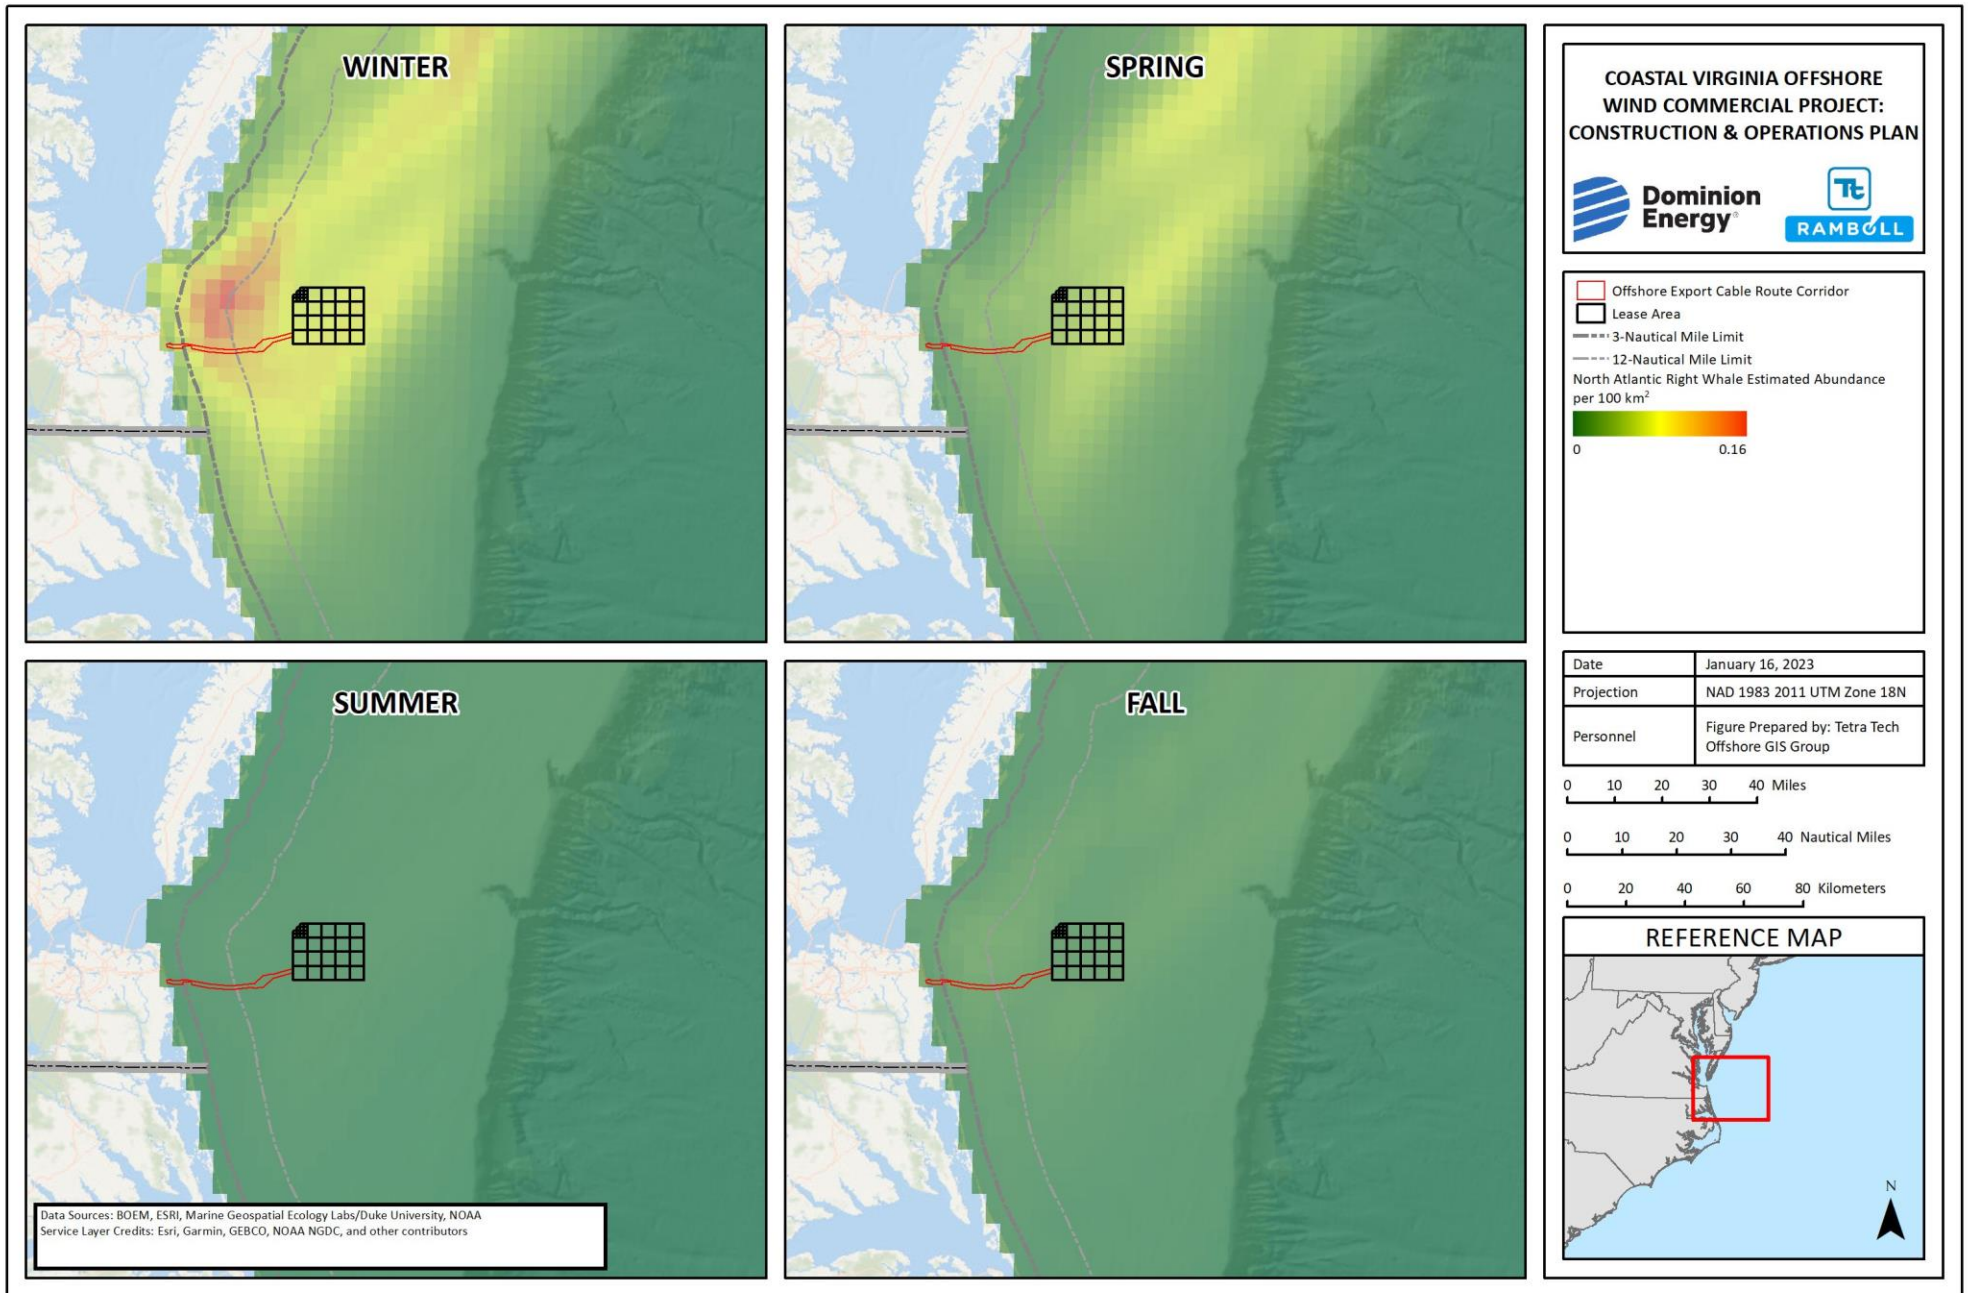 WINTER
SPRING
SUMMER
FALL
Data Sources: BOEM, ESRI, Marine Geospatial Ecology Labs/Duke University, NOAA
Service Layer Credits: Esri, Garmin, GEBCO, NOAA NGDC, and other contributors
COASTAL VIRGINIA OFFSHORE
WIND COMMERCIAL PROJECT:
CONSTRUCTION & OPERATIONS PLAN
Dominion
Energy®
Tt
RAMBOLL
Offshore Export Cable Route Corridor
Lease Area
3-Nautical Mile Limit
12-Nautical Mile Limit
North Atlantic Right Whale Estimated Abundance
per 100 km²
0 0.16
Date January 16, 2023
Projection NAD 1983 2011 UTM Zone 18N
Personnel Figure Prepared by: Tetra Tech
Offshore GIS Group
0 10 20 30 40 Miles
0 10 20 30 40 Nautical Miles
0 20 40 60 80 Kilometers
REFERENCE MAP
N